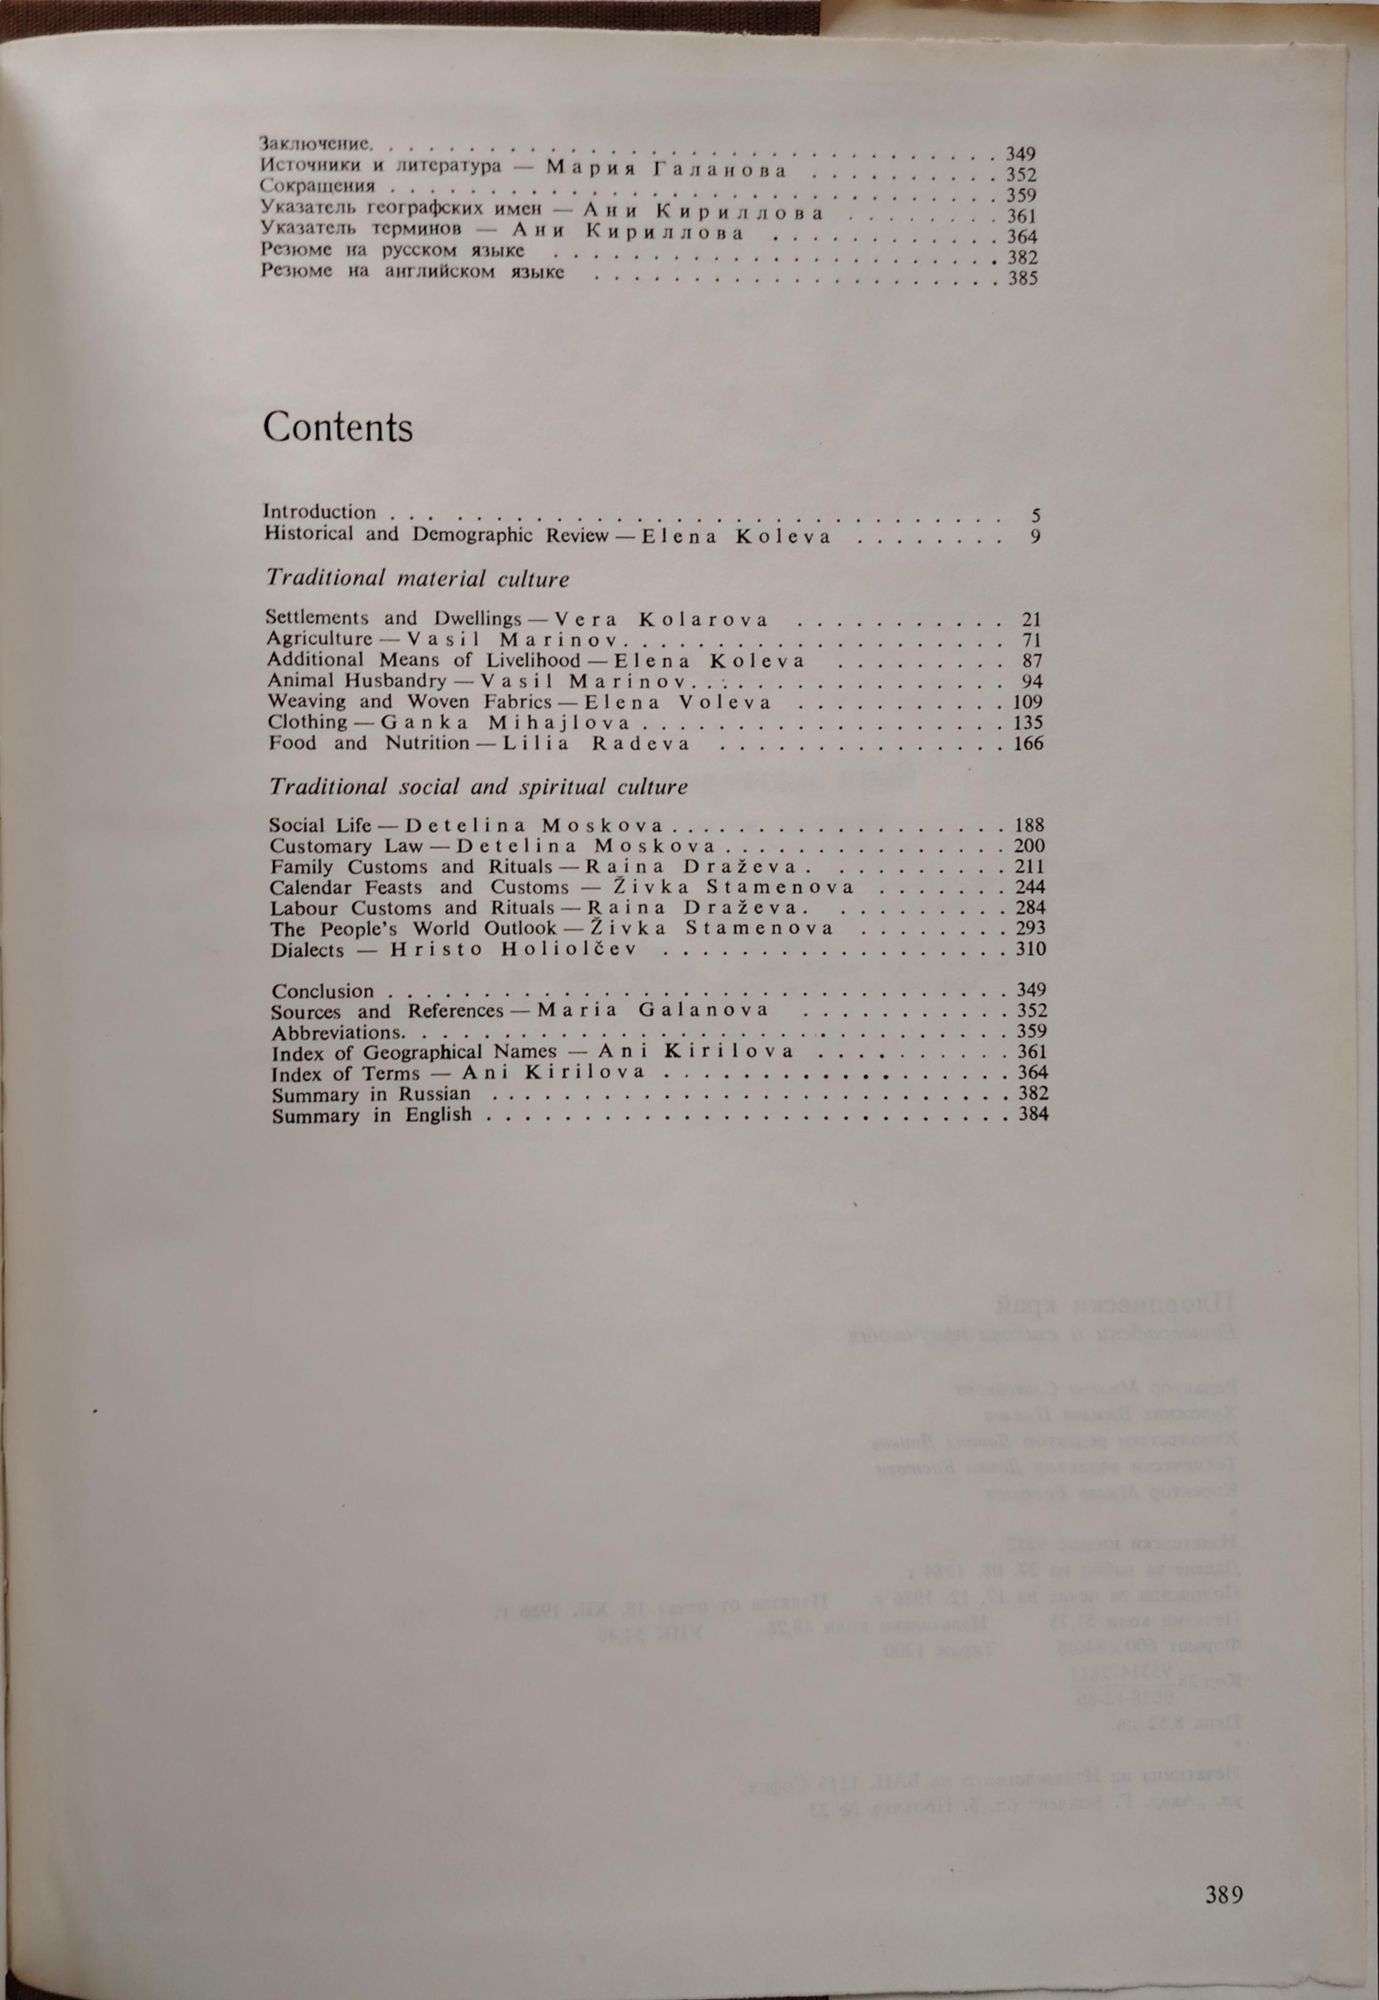 Заключение. . . . . . . . . . . . . . . . . . . . . . . . . . . . 349
Источники и литература — Мария Галанова . . . . . . . . . . 352
Сокращения . . . . . . . . . . . . . . . . . . . . . . . . . . . 359
Указатель географских имен — Ани Кириллова . . . . . . . . 361
Указатель терминов — Ани Кириллова . . . . . . . . . . . . 364
Резюме на русском языке . . . . . . . . . . . . . . . . . . . . 382
Резюме на английском языке . . . . . . . . . . . . . . . . . . 385
Contents
Introduction . . . . . . . . . . . . . . . . . . . . . . . . . . . 5
Historical and Demographic Review — Elena Koleva . . . . . . . . 9
Traditional material culture
Settlements and Dwellings — Vera Kolarova . . . . . . . . . . . 21
Agriculture — Vasil Marinov. . . . . . . . . . . . . . . . . . . 71
Additional Means of Livelihood — Elena Koleva . . . . . . . . . 87
Animal Husbandry — Vasil Marinov. . . . . . . . . . . . . . . . 94
Weaving and Woven Fabrics — Elena Voleva . . . . . . . . . . . 109
Clothing — Ganka Mihajlova . . . . . . . . . . . . . . . . . . . 135
Food and Nutrition — Lilia Radeva . . . . . . . . . . . . . . . 166
Traditional social and spiritual culture
Social Life — Detelina Moskova . . . . . . . . . . . . . . . . . 188
Customary Law — Detelina Moskova . . . . . . . . . . . . . . . 200
Family Customs and Rituals — Raina Draževa . . . . . . . . . . 211
Calendar Feasts and Customs — Živka Stamenova . . . . . . . 244
Labour Customs and Rituals — Raina Draževa. . . . . . . . . . 284
The People's World Outlook — Živka Stamenova . . . . . . . . 293
Dialects — Hristo Holiolčev . . . . . . . . . . . . . . . . . . 310
Conclusion . . . . . . . . . . . . . . . . . . . . . . . . . . . 349
Sources and References — Maria Galanova . . . . . . . . . . . 352
Abbreviations. . . . . . . . . . . . . . . . . . . . . . . . . . 359
Index of Geographical Names — Ani Kirilova . . . . . . . . . . 361
Index of Terms — Ani Kirilova . . . . . . . . . . . . . . . . . 364
Summary in Russian . . . . . . . . . . . . . . . . . . . . . . . 382
Summary in English . . . . . . . . . . . . . . . . . . . . . . . 384
389